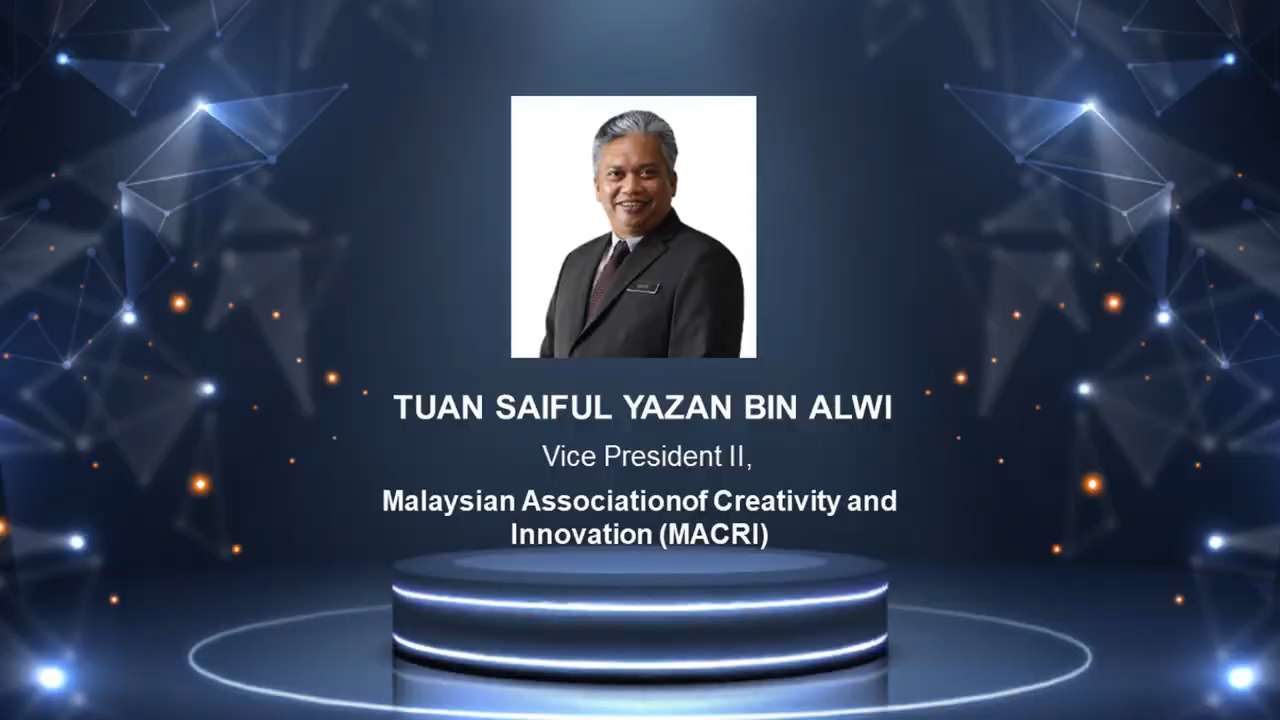 TUAN SAIFUL YAZAN BIN ALWI
Vice President II,
Malaysian Associationof Creativity and
Innovation (MACRI)